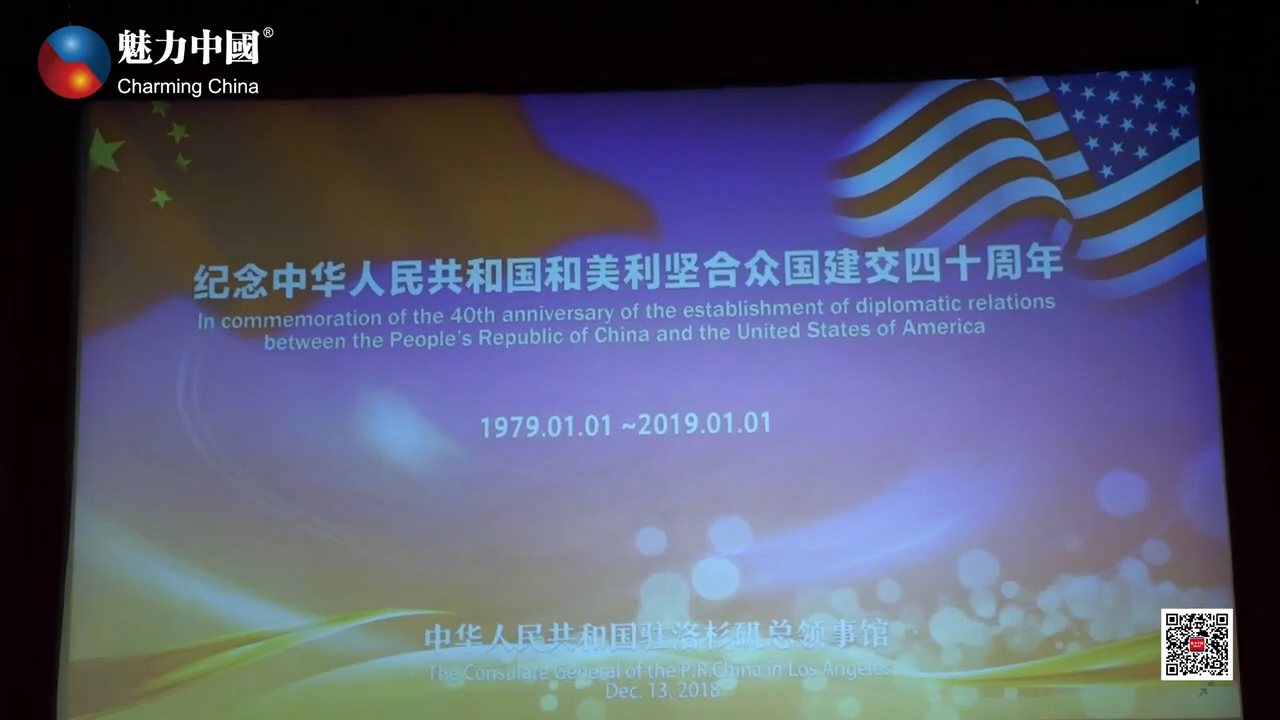 魅力中國®
Charming China
纪念中华人民共和国和美利坚合众国建交四十周年
In commemoration of the 40th anniversary of the establishment of diplomatic relations
between the People's Republic of China and the United States of America
1979.01.01 ~2019.01.01
中华人民共和国驻洛杉矶总领事馆
The Consulate General of the P.R.China in Los Angeles
Dec. 13, 2018